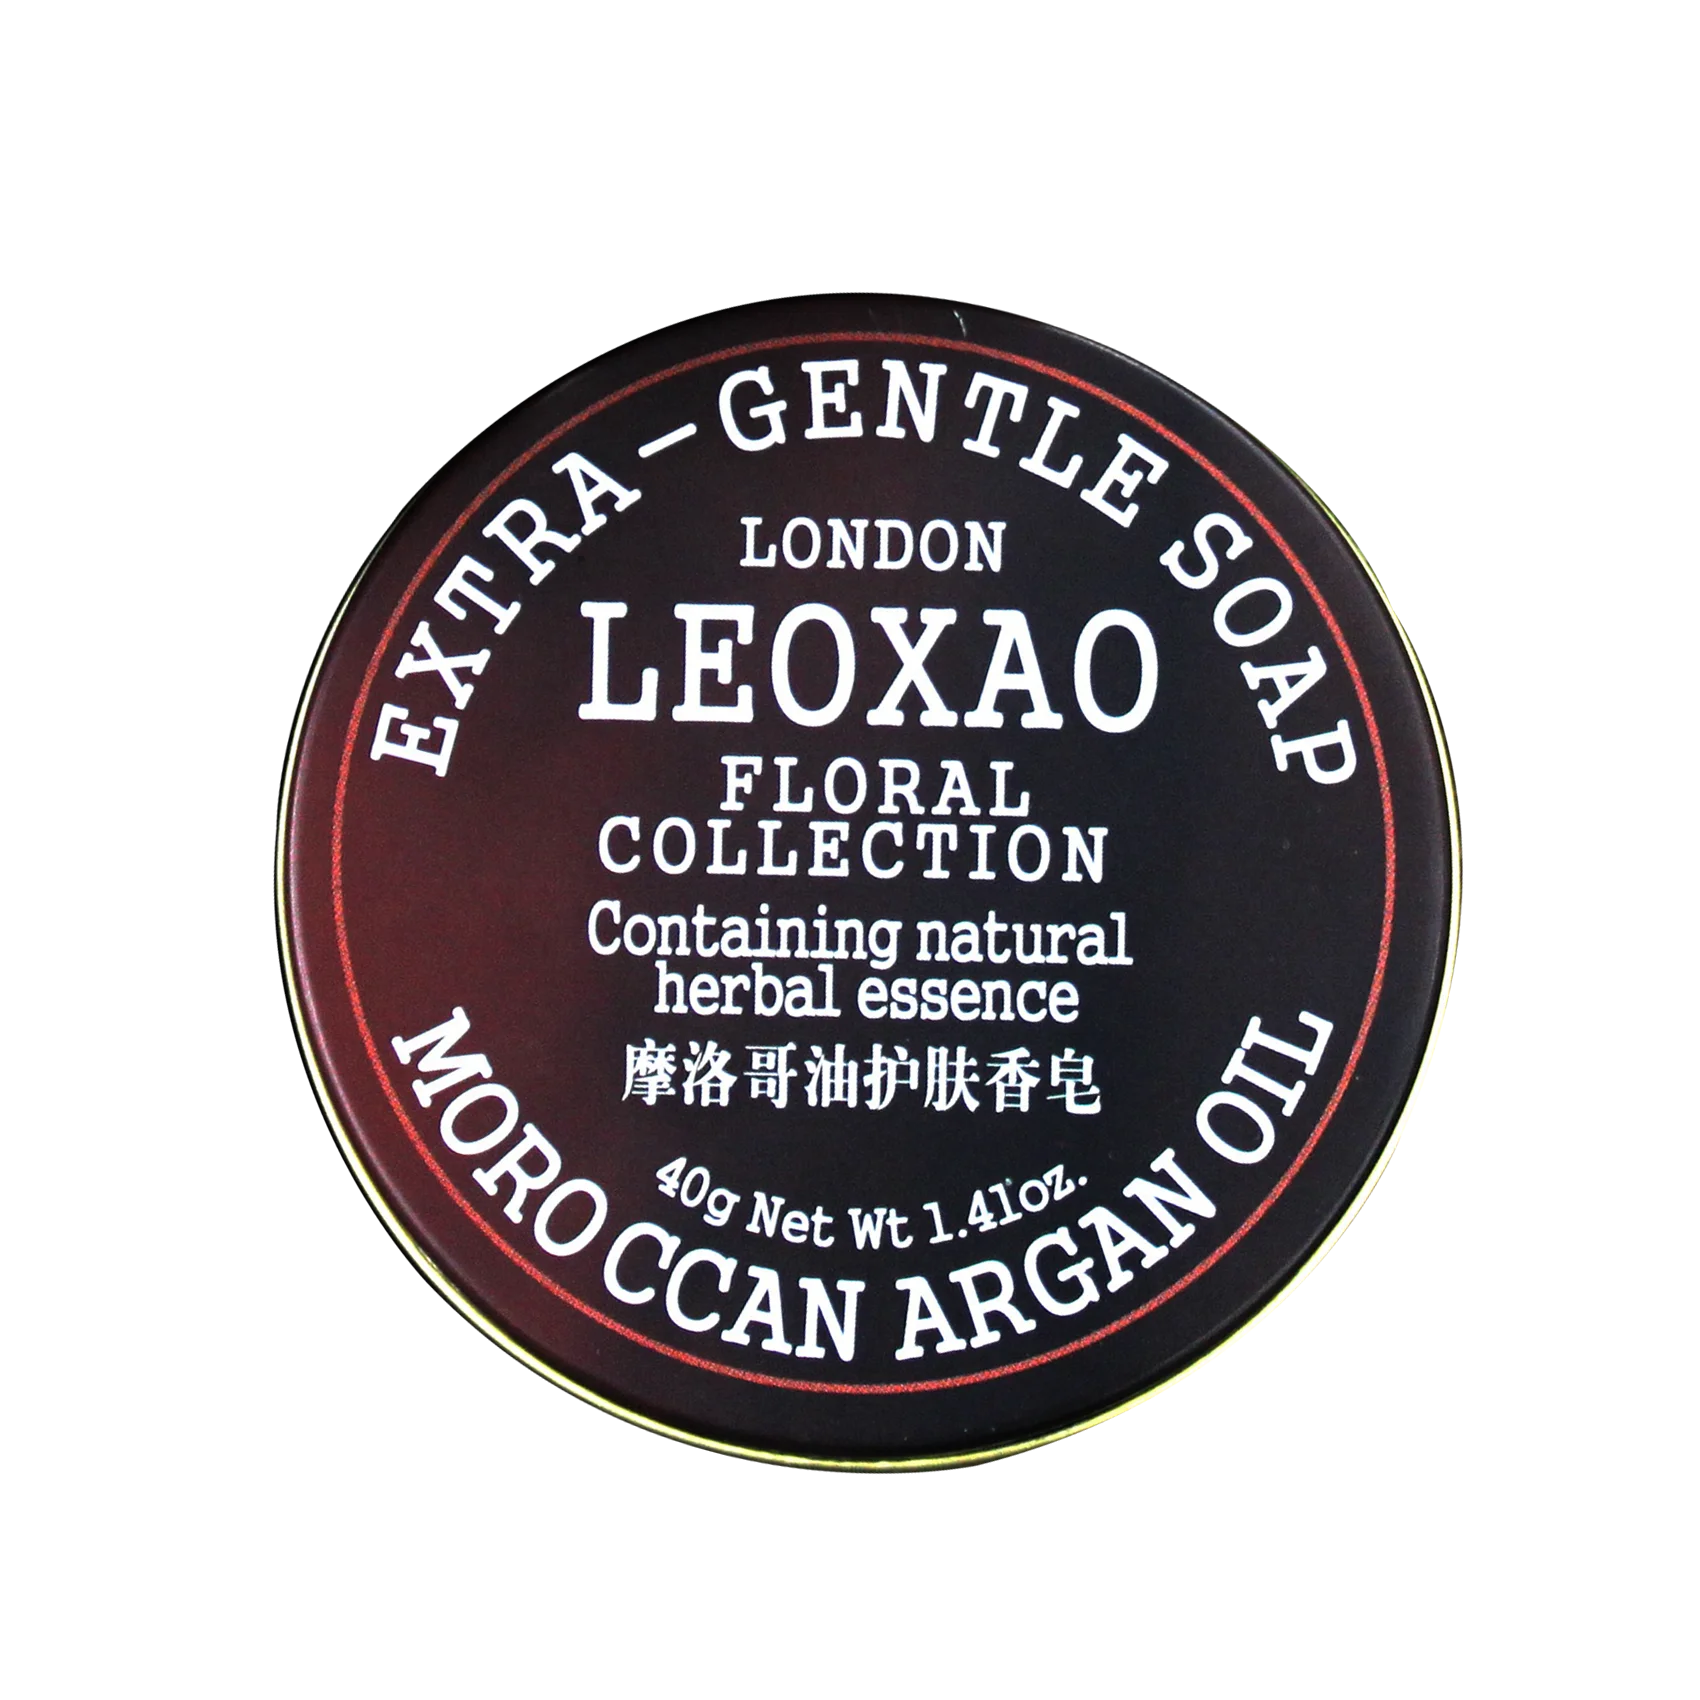 EXTRA-GENTLE SOAP
LONDON
LEOXAO
FLORAL
COLLECTION
Containing natural
herbal essence
摩洛哥油护肤香皂
40g Net Wt 1.41oz.
MOROCCAN ARGAN OIL